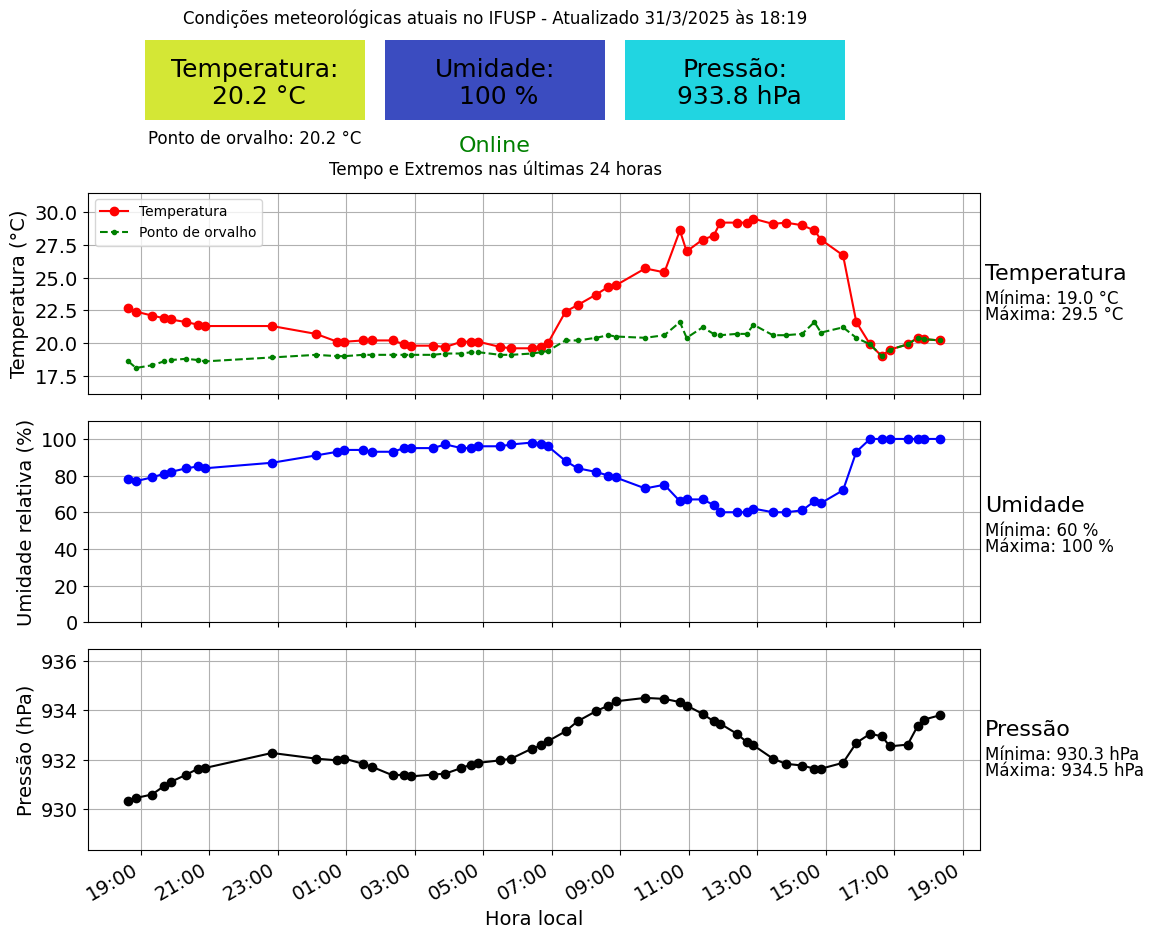 Condições meteorológicas atuais no IFUSP - Atualizado 31/3/2025 às 18:19
Temperatura:
20.2 °C
Umidade:
100 %
Pressão:
933.8 hPa
Ponto de orvalho: 20.2 °C
Online
Tempo e Extremos nas últimas 24 horas
Temperatura (°C)
30.0
27.5
25.0
22.5
20.0
17.5
Temperatura
Ponto de orvalho
Temperatura
Mínima: 19.0 °C
Máxima: 29.5 °C
Umidade relativa (%)
100
80
60
40
20
0
Umidade
Mínima: 60 %
Máxima: 100 %
Pressão (hPa)
936
934
932
930
Pressão
Mínima: 930.3 hPa
Máxima: 934.5 hPa
19:00
21:00
23:00
01:00
03:00
05:00
07:00
09:00
11:00
13:00
15:00
17:00
19:00
Hora local